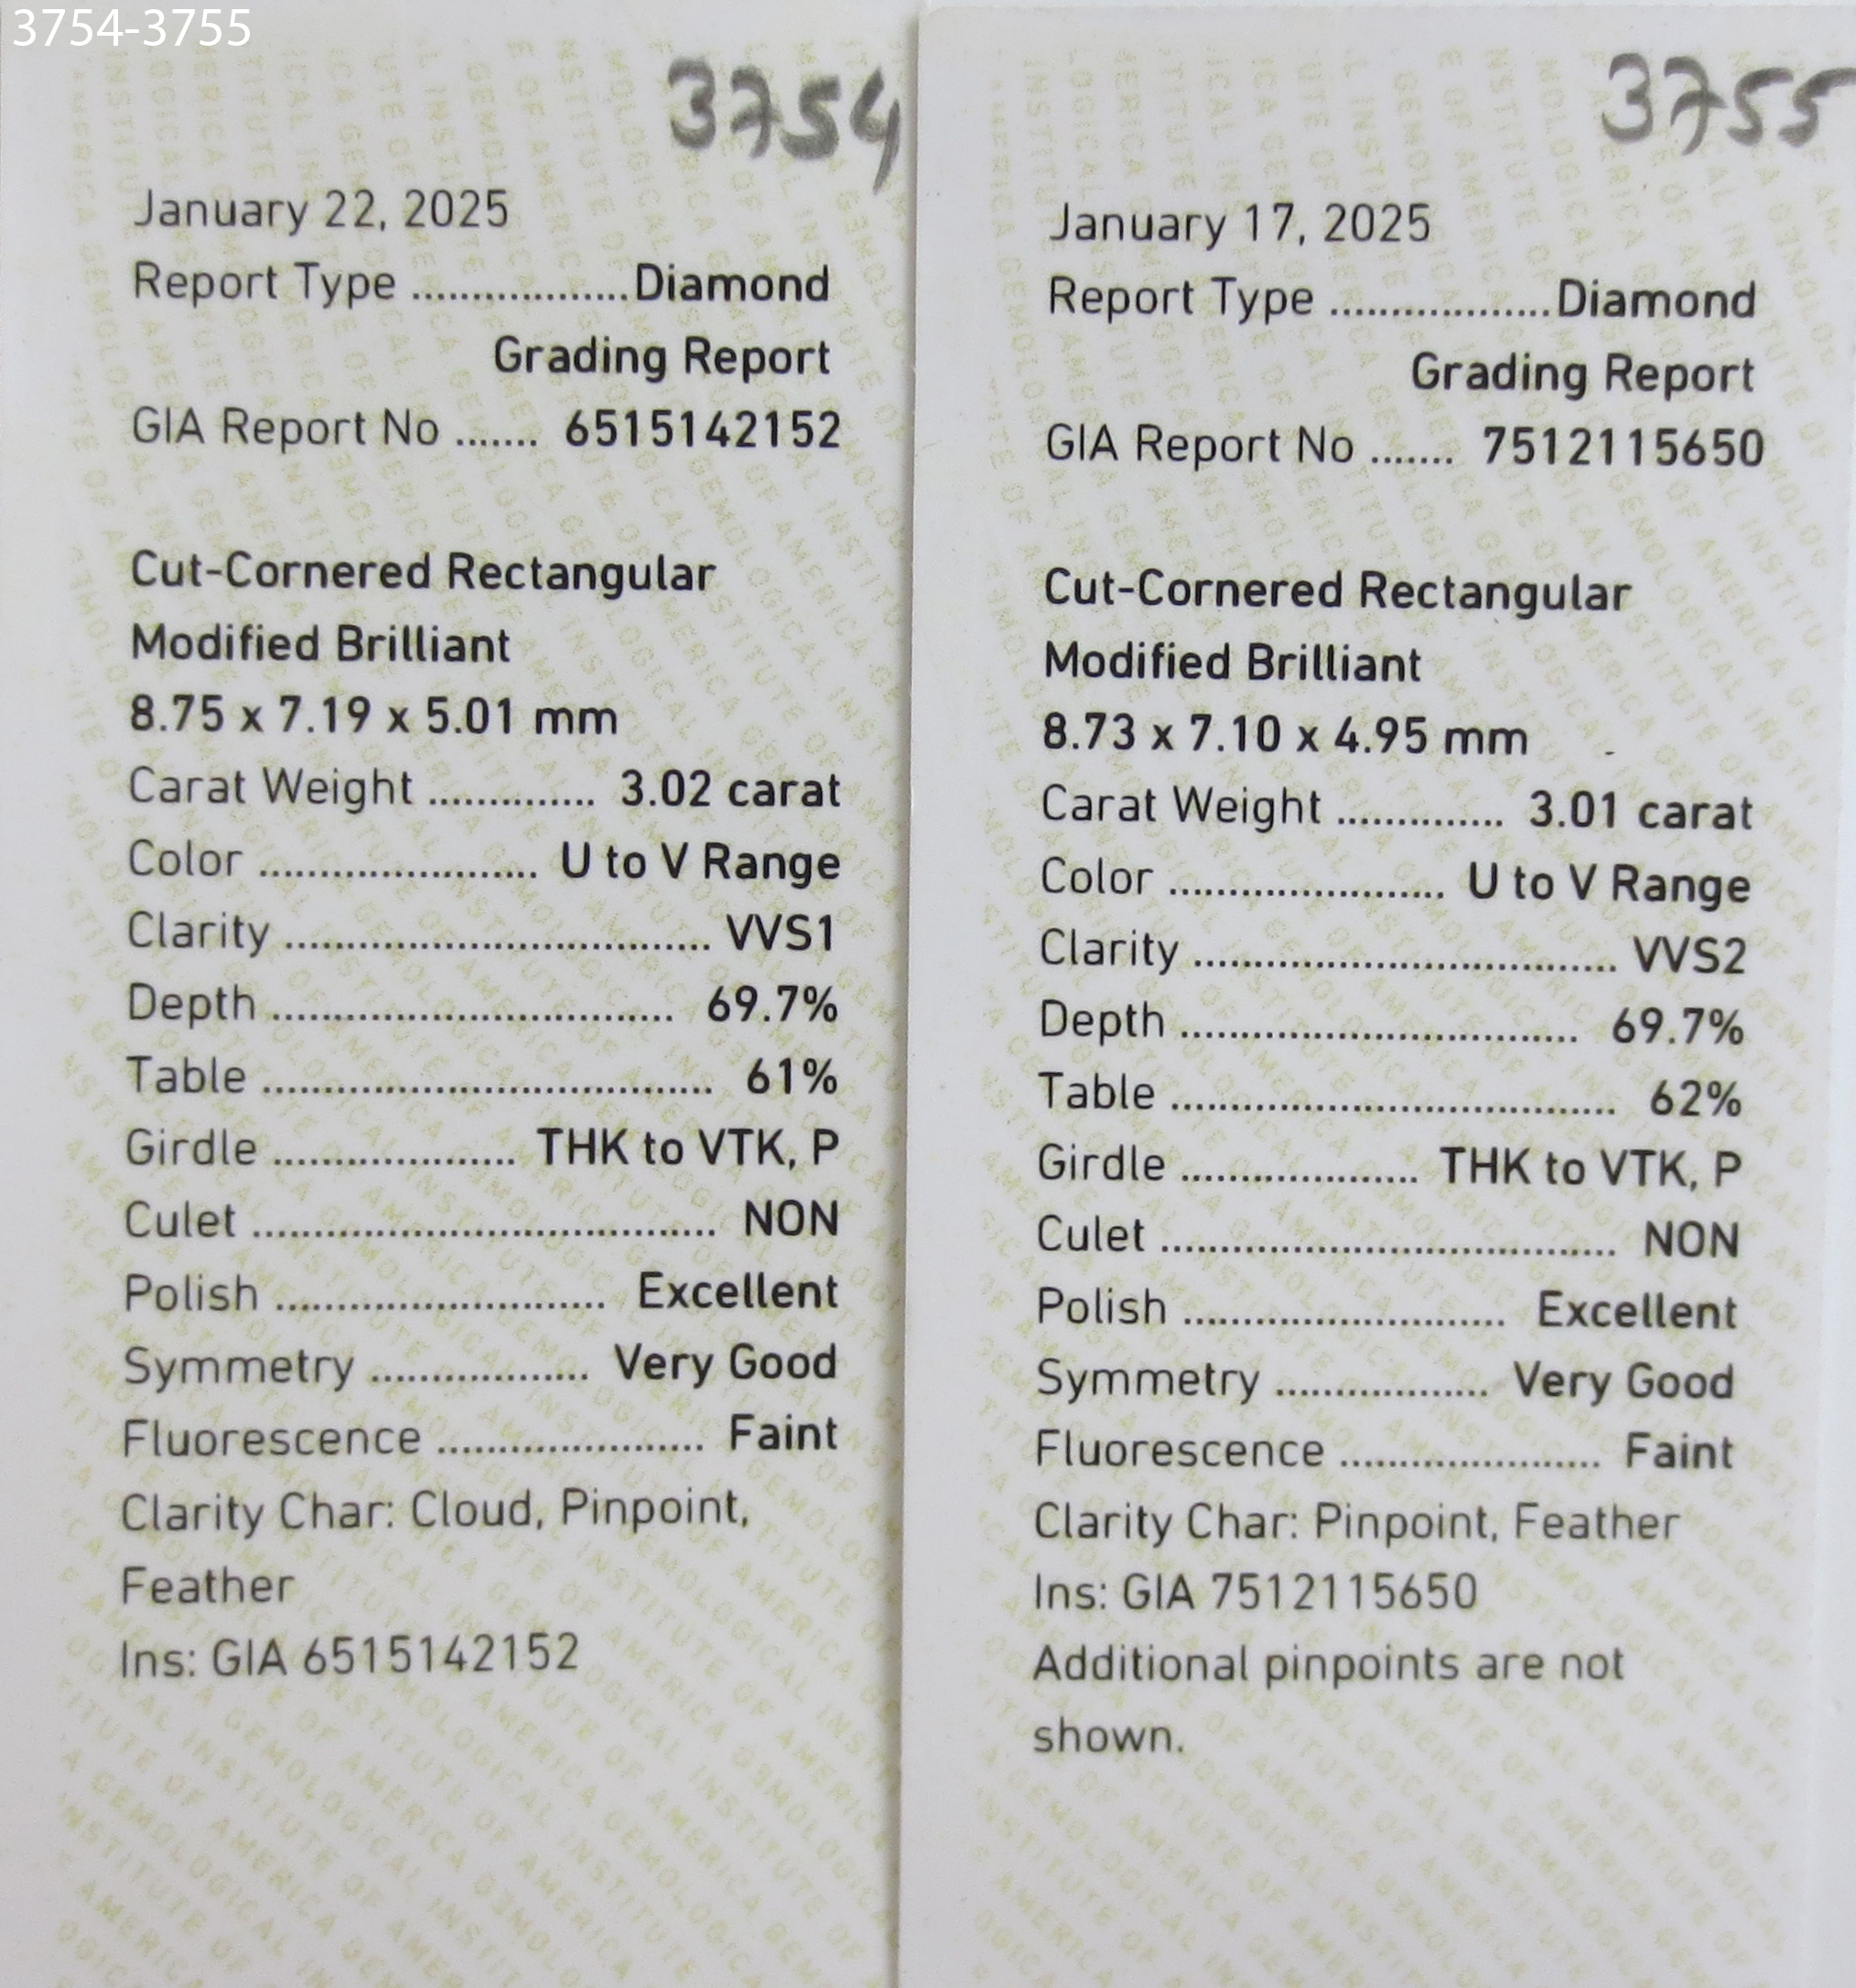 3754-3755
3754
January 22, 2025
Report Type ..................Diamond
Grading Report
GIA Report No ....... 6515142152
Cut-Cornered Rectangular
Modified Brilliant
8.75 x 7.19 x 5.01 mm
Carat Weight .............. 3.02 carat
Color ....................... U to V Range
Clarity ................................... VVS1
Depth ................................. 69.7%
Table ..................................... 61%
Girdle .................... THK to VTK, P
Culet ...................................... NON
Polish ........................... Excellent
Symmetry .................. Very Good
Fluorescence ...................... Faint
Clarity Char: Cloud, Pinpoint,
Feather
Ins: GIA 6515142152
3755
January 17, 2025
Report Type ..................Diamond
Grading Report
GIA Report No ....... 7512115650
Cut-Cornered Rectangular
Modified Brilliant
8.73 x 7.10 x 4.95 mm
Carat Weight .............. 3.01 carat
Color ....................... U to V Range
Clarity ................................... VVS2
Depth ................................. 69.7%
Table ..................................... 62%
Girdle .................... THK to VTK, P
Culet ...................................... NON
Polish ........................... Excellent
Symmetry .................. Very Good
Fluorescence ...................... Faint
Clarity Char: Pinpoint, Feather
Ins: GIA 7512115650
Additional pinpoints are not
shown.